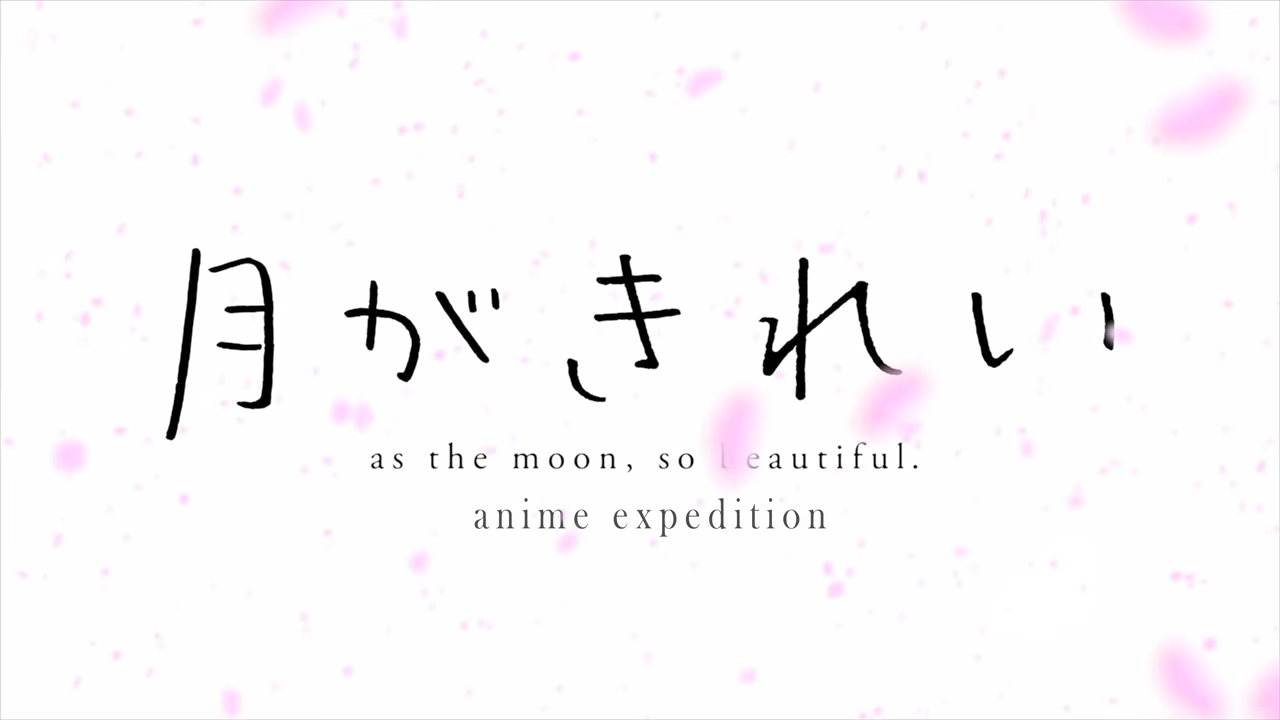 月がきれい
as the moon, so beautiful.
anime expedition